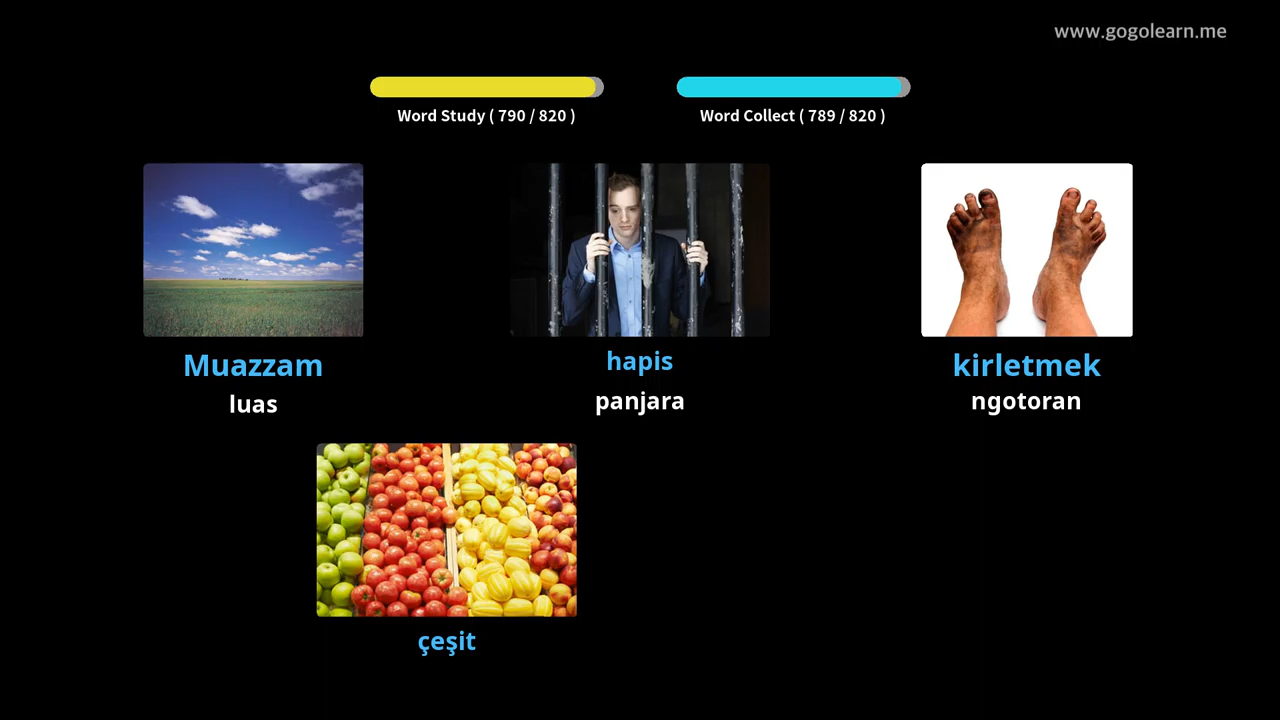 www.gogolearn.me
Word Study ( 790 / 820 )
Word Collect ( 789 / 820 )
Muazzam
luas
hapis
panjara
kirletmek
ngotoran
çeşit